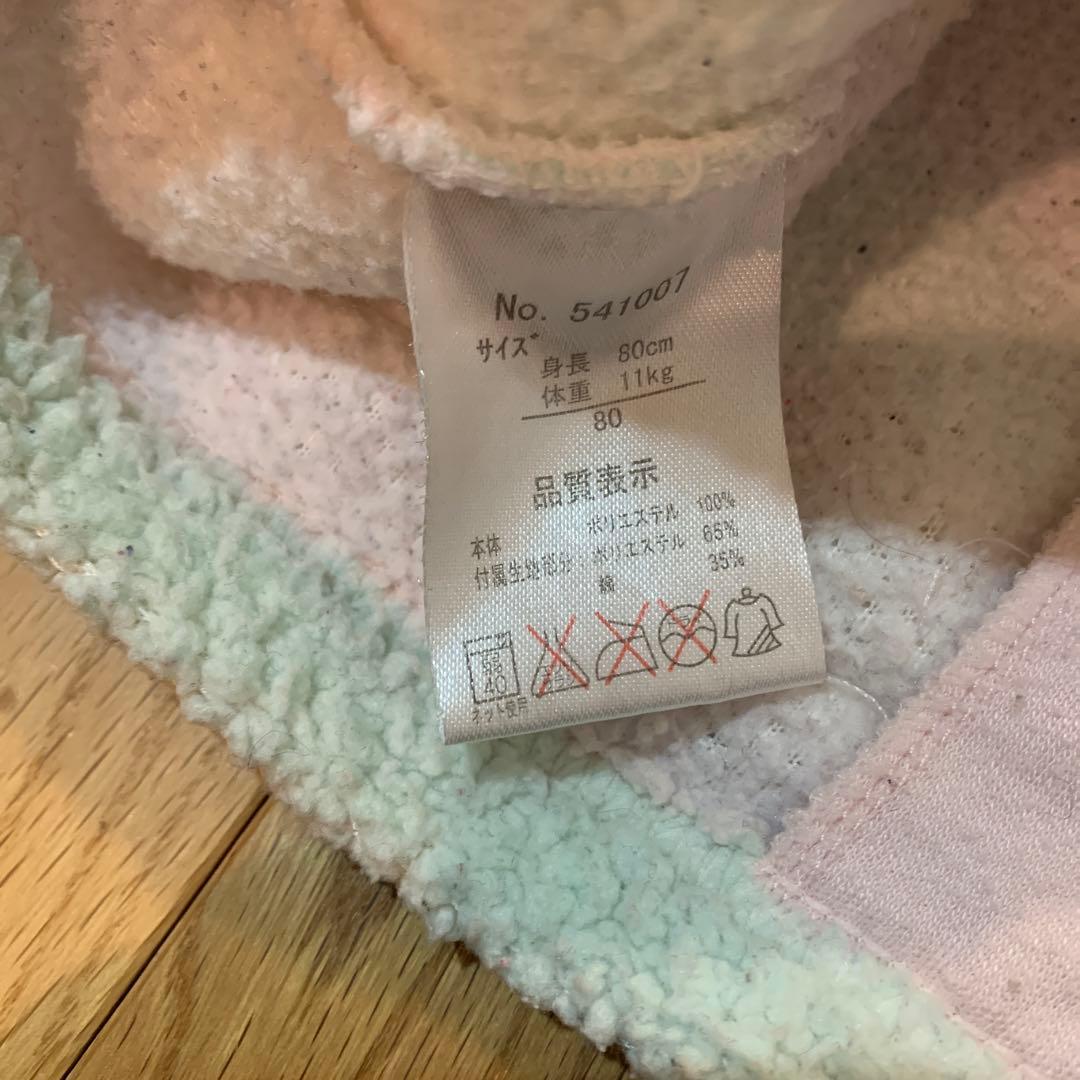 No. 541007
サイズ
身長 80cm
体重 11kg
80
品質表示
本体 ポリエステル 100%
付属生地部分:ポリエステル 65%
綿 35%
弱
40
ネット使用